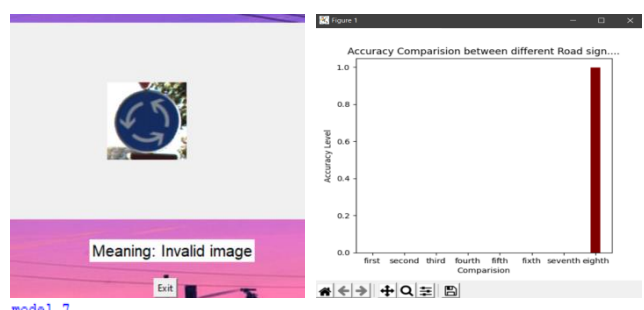 Meaning: Invalid image
Exit
model 7
Figure 1
Accuracy Comparision between different Road sign....
Accuracy Level
1.0
0.8
0.6
0.4
0.2
0.0
first second third fourth fifth fixth seventh eighth
Comparision